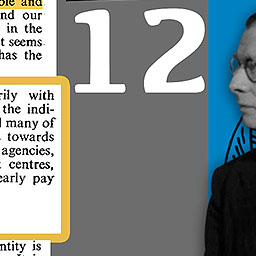 ble and
nd our
in the
t seems
has the
12
rily with
the indi-
many of
towards
agencies,
centres,
early pay
ntity is